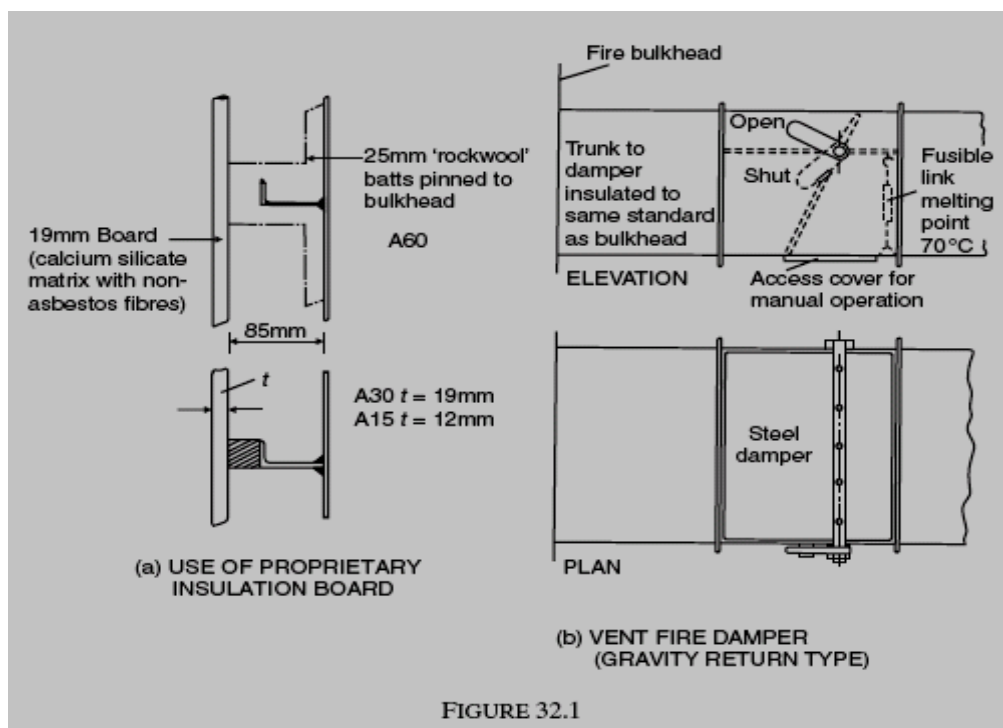 25mm 'rockwool'
batts pinned to
bulkhead
A60
19mm Board
(calcium silicate
matrix with non-
asbestos fibres)
85mm
t
A30 t = 19mm
A15 t = 12mm
(a) USE OF PROPRIETARY
INSULATION BOARD
Fire bulkhead
Open
Shut
Trunk to
damper
insulated to
same standard
as bulkhead
Fusible
link
melting
point
70°C
ELEVATION
Access cover for
manual operation
Steel
damper
PLAN
(b) VENT FIRE DAMPER
(GRAVITY RETURN TYPE)
FIGURE 32.1